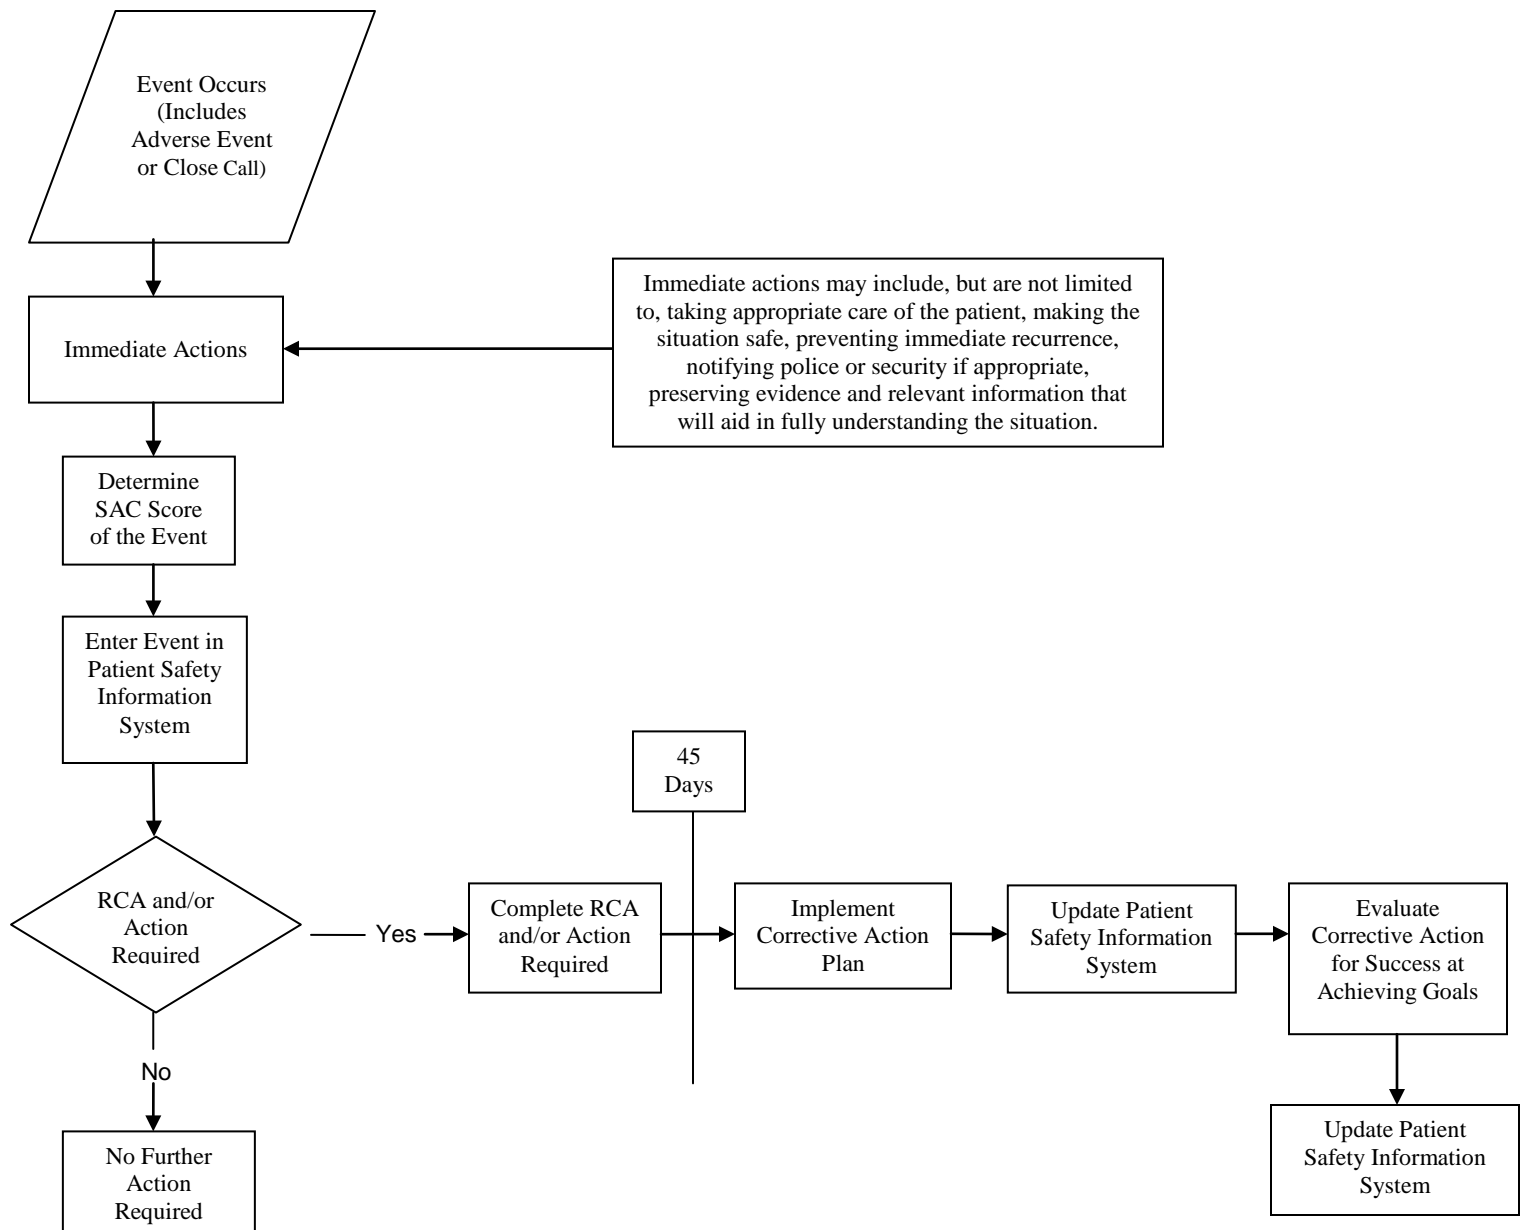 Event Occurs
(Includes
Adverse Event
or Close Call)
Immediate Actions
Immediate actions may include, but are not limited
to, taking appropriate care of the patient, making the
situation safe, preventing immediate recurrence,
notifying police or security if appropriate,
preserving evidence and relevant information that
will aid in fully understanding the situation.
Determine
SAC Score
of the Event
Enter Event in
Patient Safety
Information
System
45
Days
RCA and/or
Action
Required
Yes
Complete RCA
and/or Action
Required
Implement
Corrective Action
Plan
Update Patient
Safety Information
System
Evaluate
Corrective Action
for Success at
Achieving Goals
No
No Further
Action
Required
Update Patient
Safety Information
System